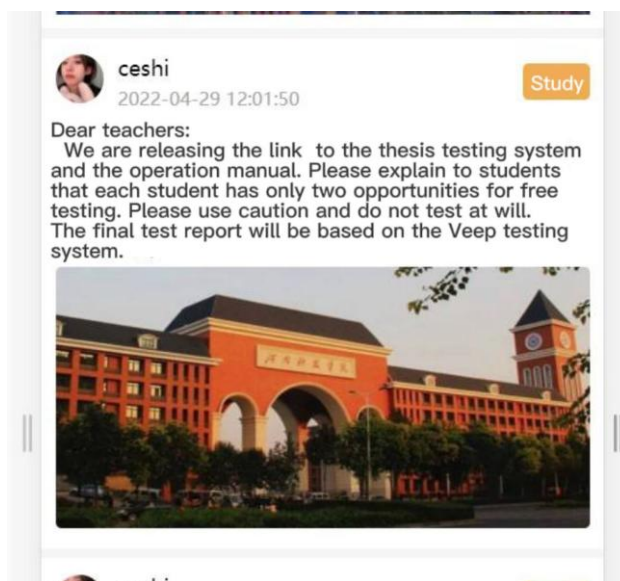 ceshi
2022-04-29 12:01:50
Study
Dear teachers:
We are releasing the link to the thesis testing system
and the operation manual. Please explain to students
that each student has only two opportunities for free
testing. Please use caution and do not test at will.
The final test report will be based on the Veep testing
system.